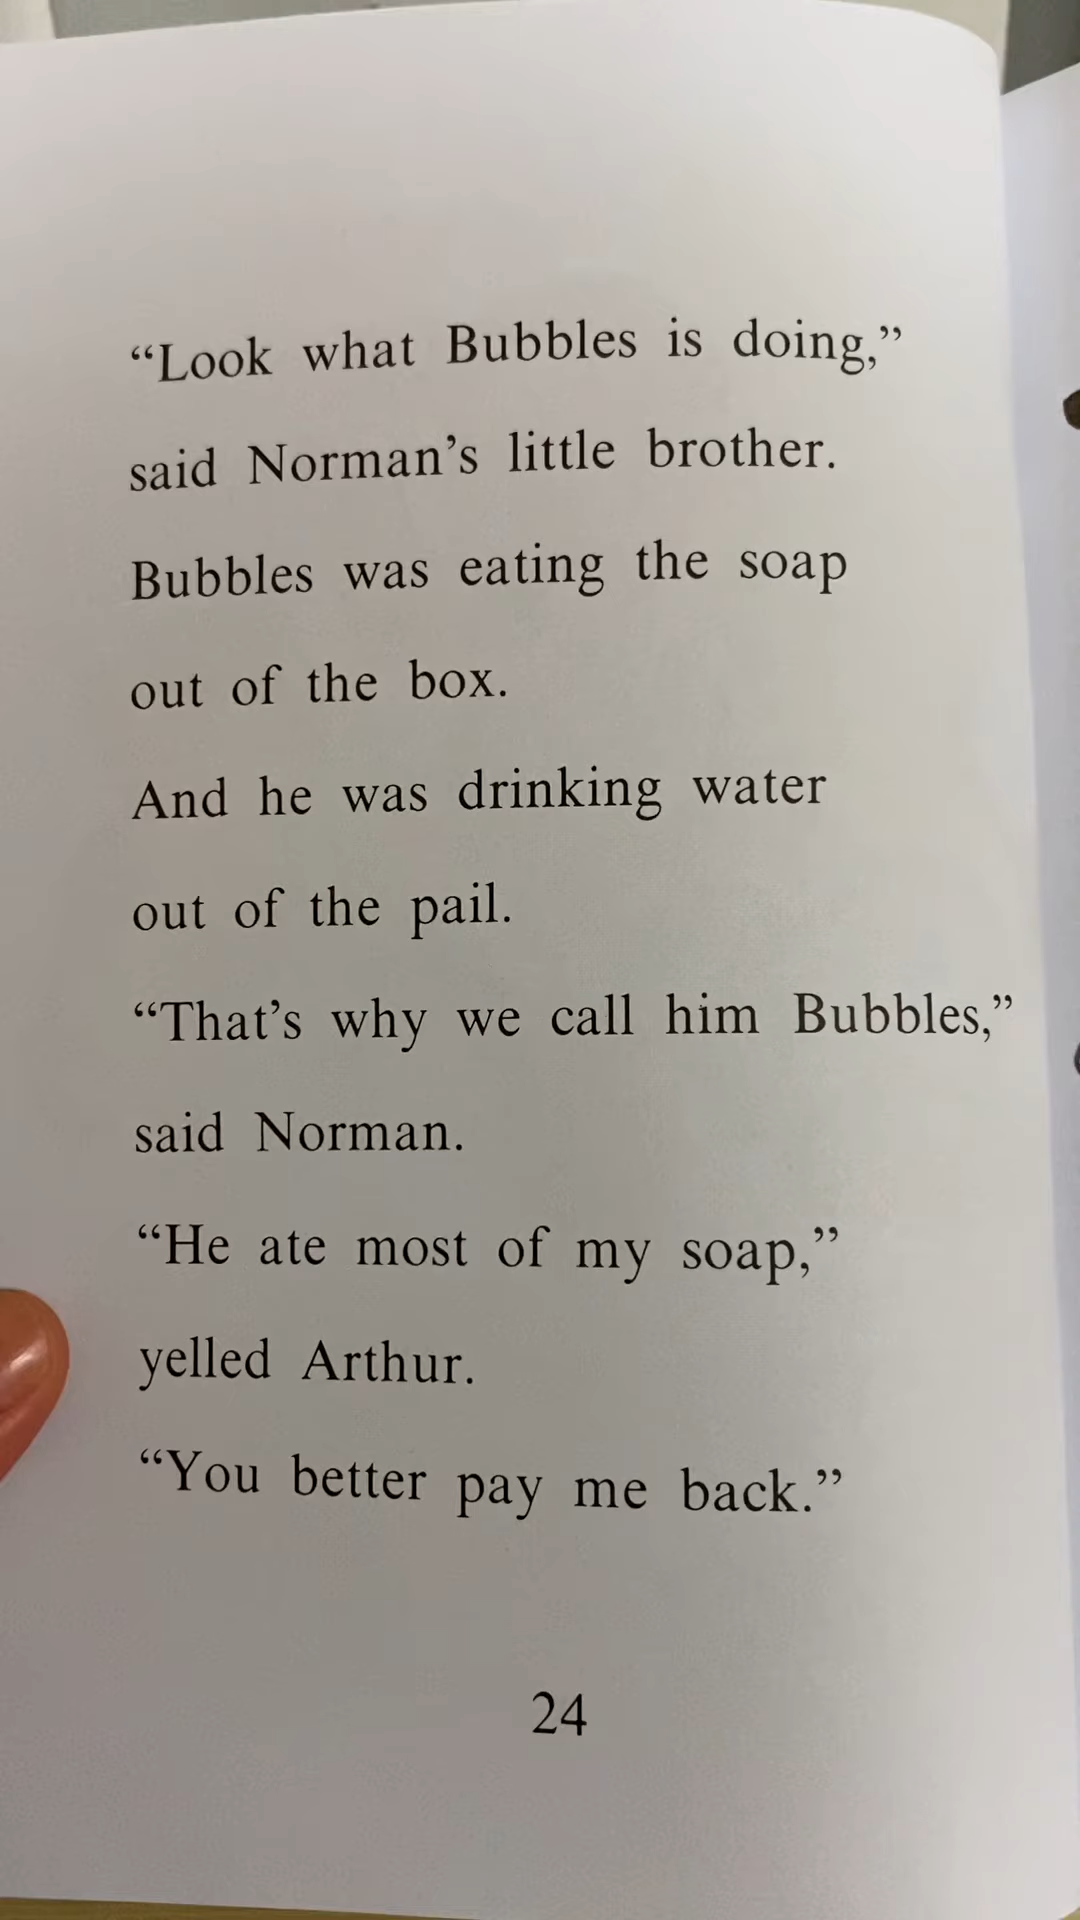 “Look what Bubbles is doing,”
said Norman’s little brother.
Bubbles was eating the soap
out of the box.
And he was drinking water
out of the pail.
“That’s why we call him Bubbles,”
said Norman.
“He ate most of my soap,”
yelled Arthur.
“You better pay me back.”
24